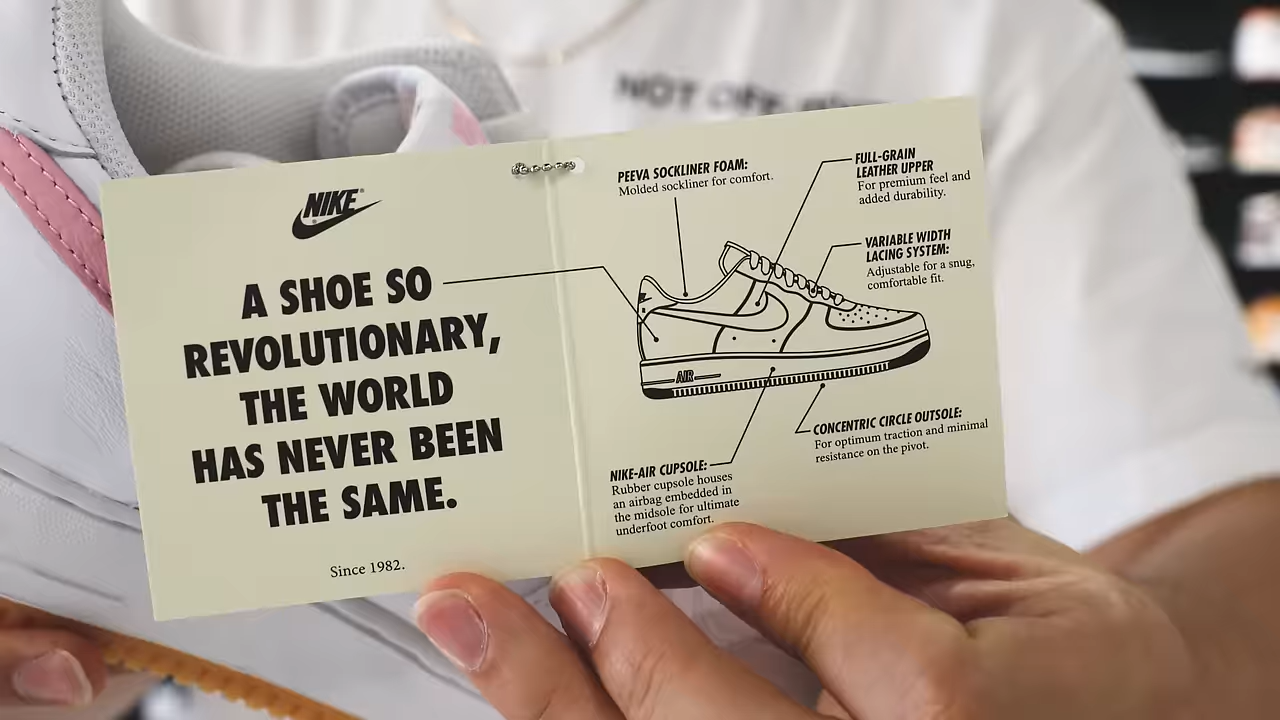 NOT
NIKE
A SHOE SO
REVOLUTIONARY,
THE WORLD
HAS NEVER BEEN
THE SAME.
Since 1982.
PEEVA SOCKLINER FOAM:
Molded sockliner for comfort.
FULL-GRAIN
LEATHER UPPER
For premium feel and
added durability.
VARIABLE WIDTH
LACING SYSTEM:
Adjustable for a snug,
comfortable fit.
AIR
CONCENTRIC CIRCLE OUTSOLE:
For optimum traction and minimal
resistance on the pivot.
NIKE-AIR CUPSOLE:
Rubber cupsole houses
an airbag embedded in
the midsole for ultimate
underfoot comfort.